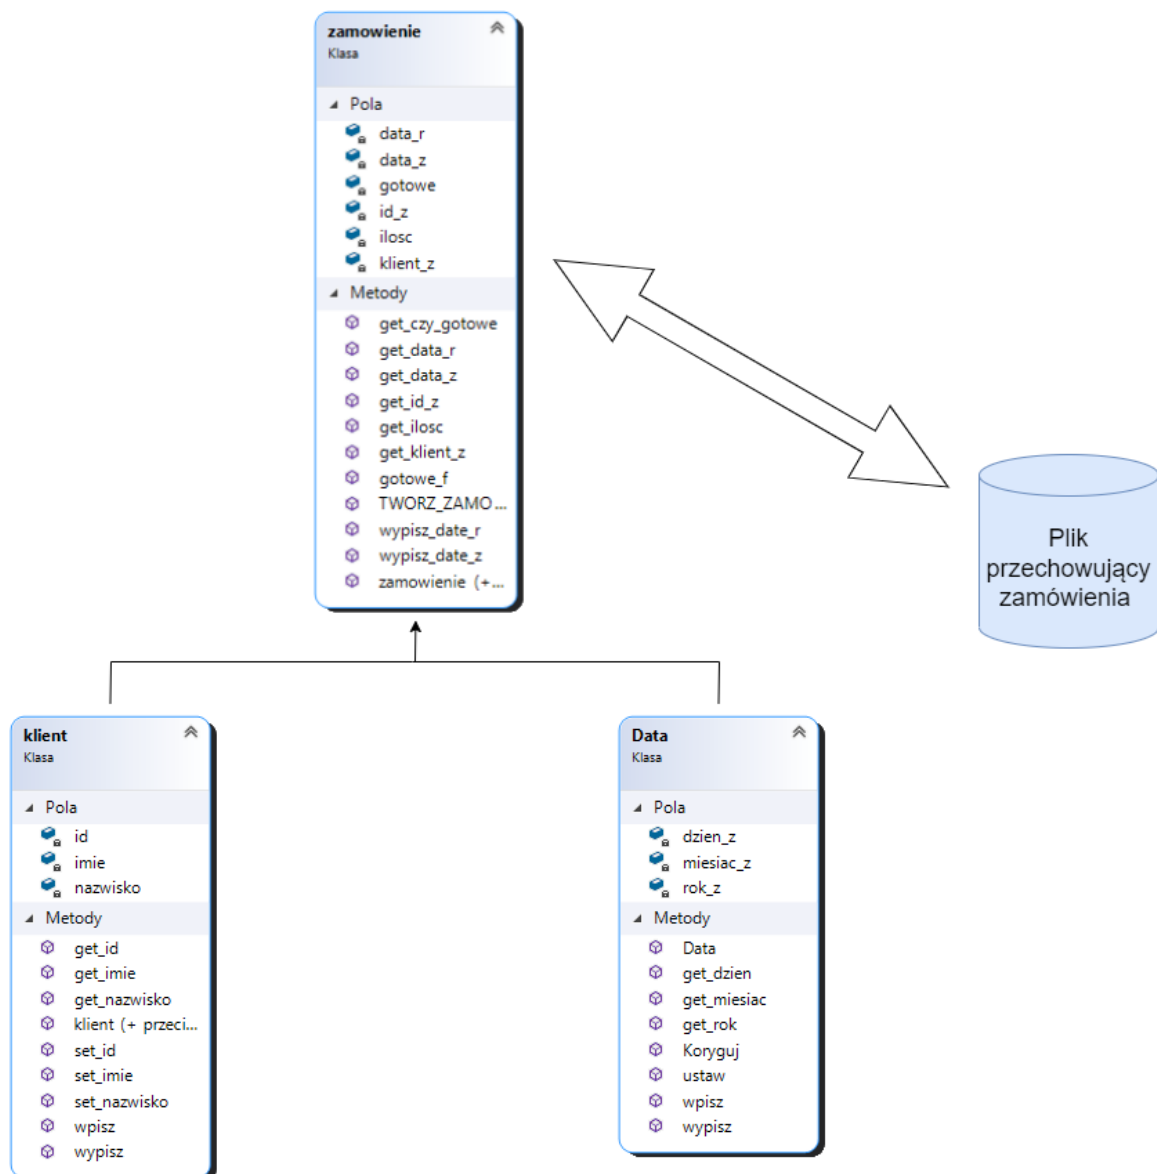 zamowienie
Klasa
Pola
data_r
data_z
gotowe
id_z
ilosc
klient_z
Metody
get_czy_gotowe
get_data_r
get_data_z
get_id_z
get_ilosc
get_klient_z
gotowe_f
TWORZ_ZAMO...
wypisz_date_r
wypisz_date_z
zamowienie (+...
Plik
przechowujący
zamówienia
klient
Klasa
Pola
id
imie
nazwisko
Metody
get_id
get_imie
get_nazwisko
klient (+ przeci...
set_id
set_imie
set_nazwisko
wpisz
wypisz
Data
Klasa
Pola
dzien_z
miesiac_z
rok_z
Metody
Data
get_dzien
get_miesiac
get_rok
Koryguj
ustaw
wpisz
wypisz